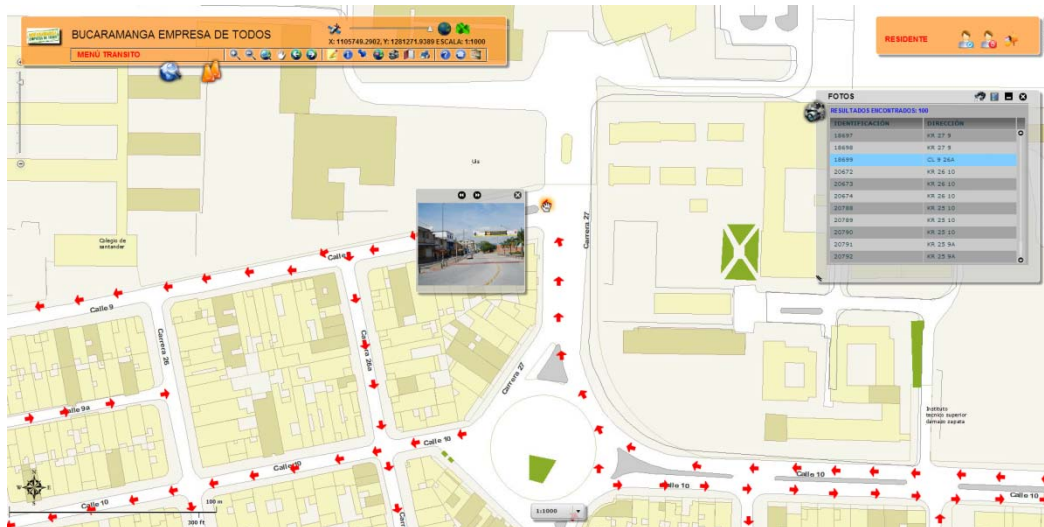 BUCARAMANGA EMPRESA DE TODOS
X: 1105749.2902, Y: 1281271.9389 ESCALA: 1:1000
MENÚ TRANSITO
RESIDENTE
FOTOS
RESULTADOS ENCONTRADOS: 100
IDENTIFICACIÓN DIRECCIÓN
18697 KR 27 9
18698 KR 27 9
18699 CL 9 26A
20672 KR 26 10
20673 KR 26 10
20674 KR 26 10
20788 KR 25 10
20789 KR 25 10
20790 KR 25 10
20791 KR 25 9A
20792 KR 25 9A
Uis
Carrera 27
Colegio de
santander
Calle
Calle 9
Carrera 26
Carrera 26a
Carrera 27
Calle 9a
Calle 10
Calle 10
Instituto
tecnico superior
damaso zapata
Calle 10
Calle 10
Calle 10
Calle 10
N
W E
S
100 m
300 ft
1:1000